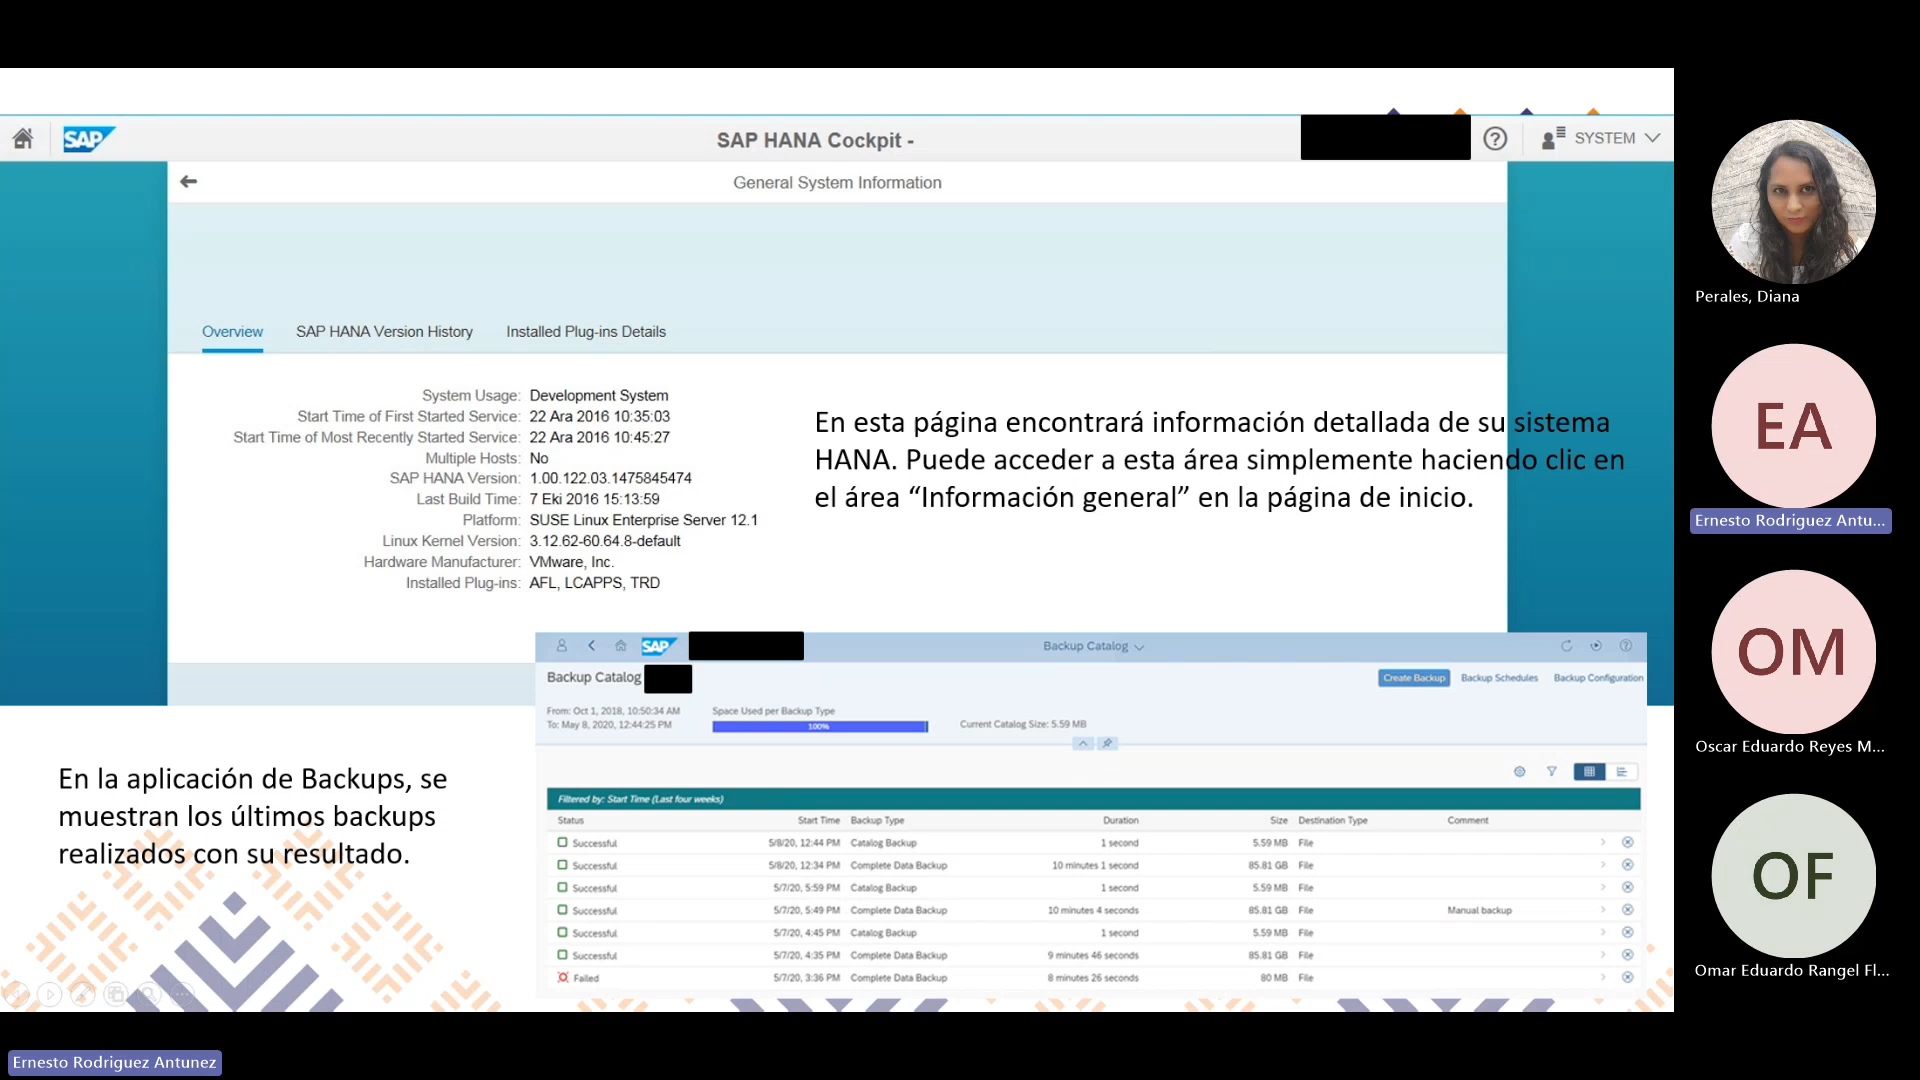 SAP
SAP HANA Cockpit -
SYSTEM
General System Information
Overview
SAP HANA Version History
Installed Plug-ins Details
System Usage: Development System
Start Time of First Started Service: 22 Ara 2016 10:35:03
Start Time of Most Recently Started Service: 22 Ara 2016 10:45:27
Multiple Hosts: No
SAP HANA Version: 1.00.122.03.1475845474
Last Build Time: 7 Eki 2016 15:13:59
Platform: SUSE Linux Enterprise Server 12.1
Linux Kernel Version: 3.12.62-60.64.8-default
Hardware Manufacturer: VMware, Inc.
Installed Plug-ins: AFL, LCAPPS, TRD
En esta página encontrará información detallada de su sistema
HANA. Puede acceder a esta área simplemente haciendo clic en
el área “Información general” en la página de inicio.
SAP
Backup Catalog
Backup Catalog
Create Backup Backup Schedules Backup Configuration
From: Oct 1, 2018, 10:50:34 AM
To: May 8, 2020, 12:44:25 PM
Space Used per Backup Type
100%
Current Catalog Size: 5.59 MB
Filtered by: Start Time (Last four weeks)
Status Start Time Backup Type Duration Size Destination Type Comment
Successful 5/8/20, 12:44 PM Catalog Backup 1 second 5.59 MB File
Successful 5/8/20, 12:34 PM Complete Data Backup 10 minutes 1 second 85.81 GB File
Successful 5/7/20, 5:59 PM Catalog Backup 1 second 5.59 MB File
Successful 5/7/20, 5:49 PM Complete Data Backup 10 minutes 4 seconds 85.81 GB File Manual backup
Successful 5/7/20, 4:45 PM Catalog Backup 1 second 5.59 MB File
Successful 5/7/20, 4:35 PM Complete Data Backup 9 minutes 46 seconds 85.81 GB File
Failed 5/7/20, 3:36 PM Complete Data Backup 8 minutes 26 seconds 80 MB File
En la aplicación de Backups, se
muestran los últimos backups
realizados con su resultado.
Perales, Diana
EA
Ernesto Rodriguez Antu...
OM
Oscar Eduardo Reyes M...
OF
Omar Eduardo Rangel Fl...
Ernesto Rodriguez Antunez